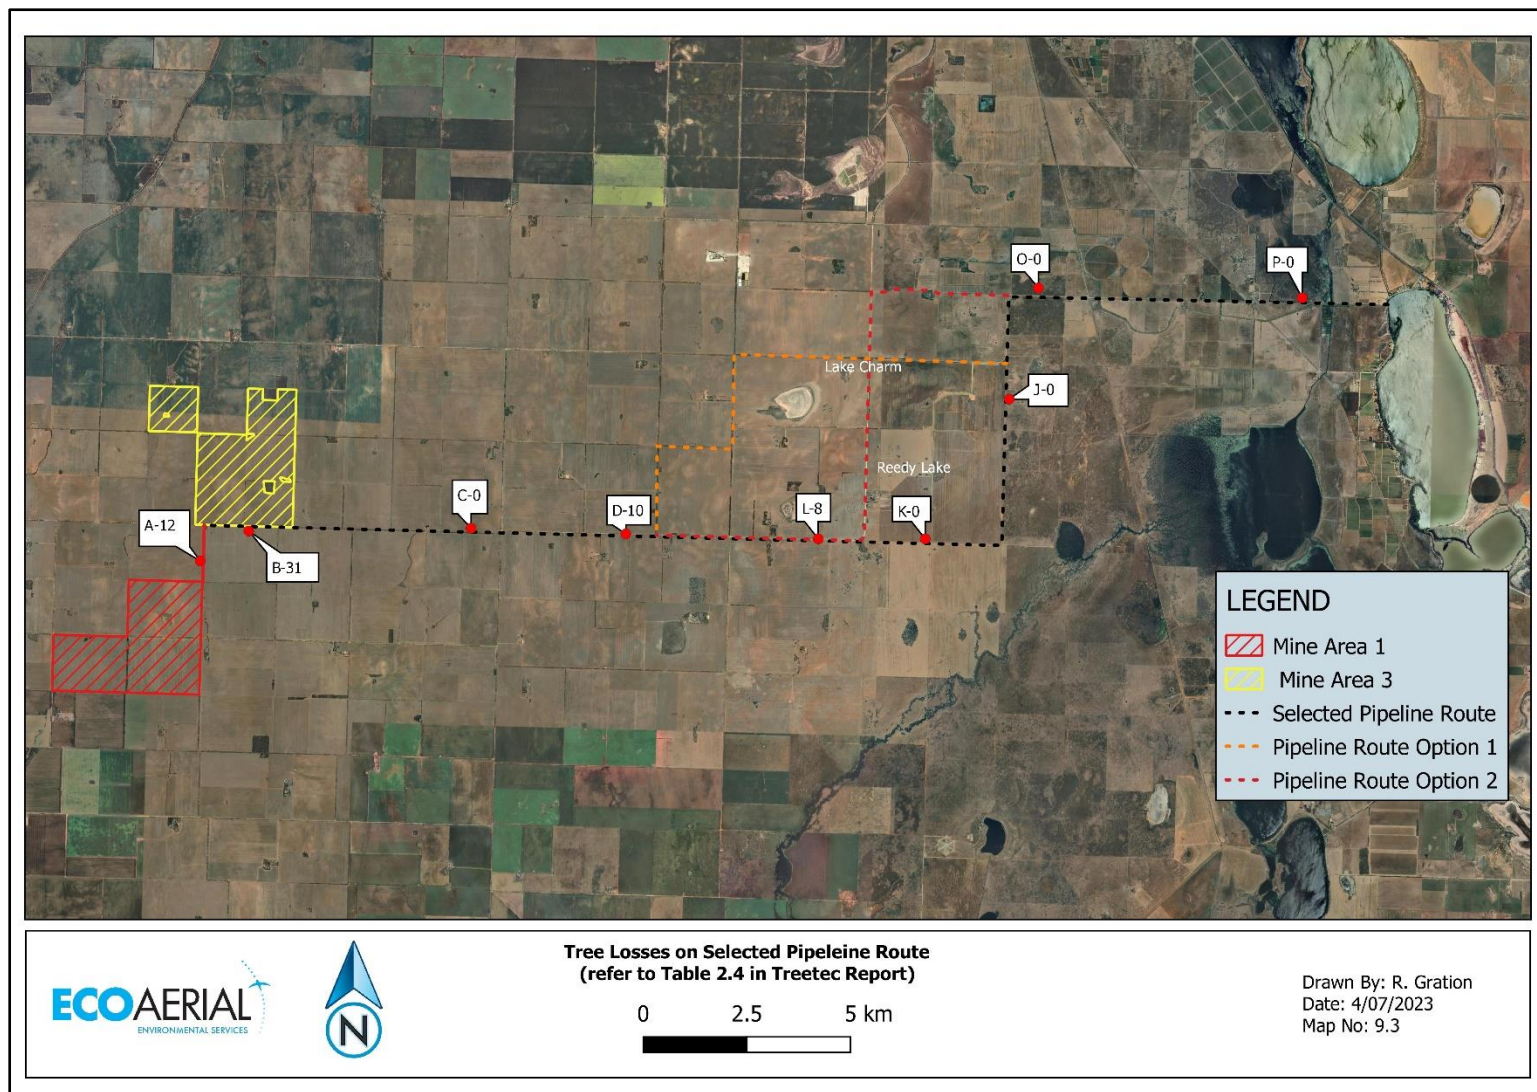 O-0
P-0
Lake Charm
J-0
Reedy Lake
C-0
D-10
L-8
K-0
A-12
B-31
LEGEND
Mine Area 1
Mine Area 3
Selected Pipeline Route
Pipeline Route Option 1
Pipeline Route Option 2
ECOAERIAL
ENVIRONMENTAL SERVICES
N
Tree Losses on Selected Pipeleine Route
(refer to Table 2.4 in Treetec Report)
0 2.5 5 km
Drawn By: R. Gration
Date: 4/07/2023
Map No: 9.3